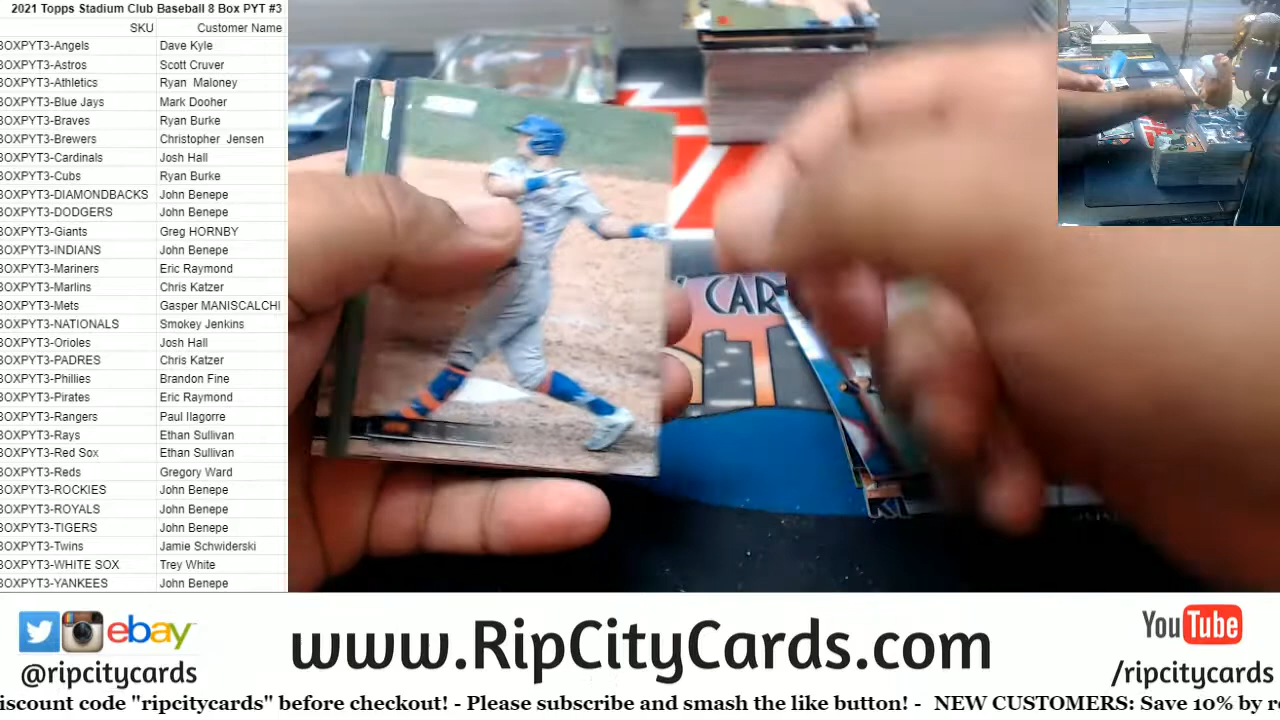 2021 Topps Stadium Club Baseball 8 Box PYT #3
SKU Customer Name
BOXPYT3-Angels Dave Kyle
BOXPYT3-Astros Scott Cruver
BOXPYT3-Athletics Ryan Maloney
BOXPYT3-Blue Jays Mark Dooher
BOXPYT3-Braves Ryan Burke
BOXPYT3-Brewers Christopher Jensen
BOXPYT3-Cardinals Josh Hall
BOXPYT3-Cubs Ryan Burke
BOXPYT3-DIAMONDBACKS John Benepe
BOXPYT3-DODGERS John Benepe
BOXPYT3-Giants Greg HORNBY
BOXPYT3-INDIANS John Benepe
BOXPYT3-Mariners Eric Raymond
BOXPYT3-Marlins Chris Katzer
BOXPYT3-Mets Gasper MANISCALCHI
BOXPYT3-NATIONALS Smokey Jenkins
BOXPYT3-Orioles Josh Hall
BOXPYT3-PADRES Chris Katzer
BOXPYT3-Phillies Brandon Fine
BOXPYT3-Pirates Eric Raymond
BOXPYT3-Rangers Paul Ilagorre
BOXPYT3-Rays Ethan Sullivan
BOXPYT3-Red Sox Ethan Sullivan
BOXPYT3-Reds Gregory Ward
BOXPYT3-ROCKIES John Benepe
BOXPYT3-ROYALS John Benepe
BOXPYT3-TIGERS John Benepe
BOXPYT3-Twins Jamie Schwiderski
BOXPYT3-WHITE SOX Trey White
BOXPYT3-YANKEES John Benepe
CAR
ebay
@ripcitycards
www.RipCityCards.com
YouTube
/ripcitycards
iscount code "ripcitycards" before checkout! - Please subscribe and smash the like button! - NEW CUSTOMERS: Save 10% by re